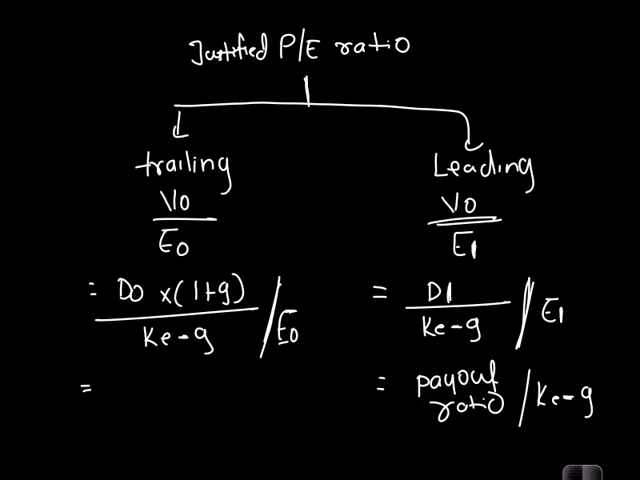 Justified P/E ratio
trailing
V0
E0
= D0 x (1+g)
Ke-g
/ E0
=
Leading
V0
E1
= D1
Ke-g
/ E1
= payout
ratio
/ Ke-g